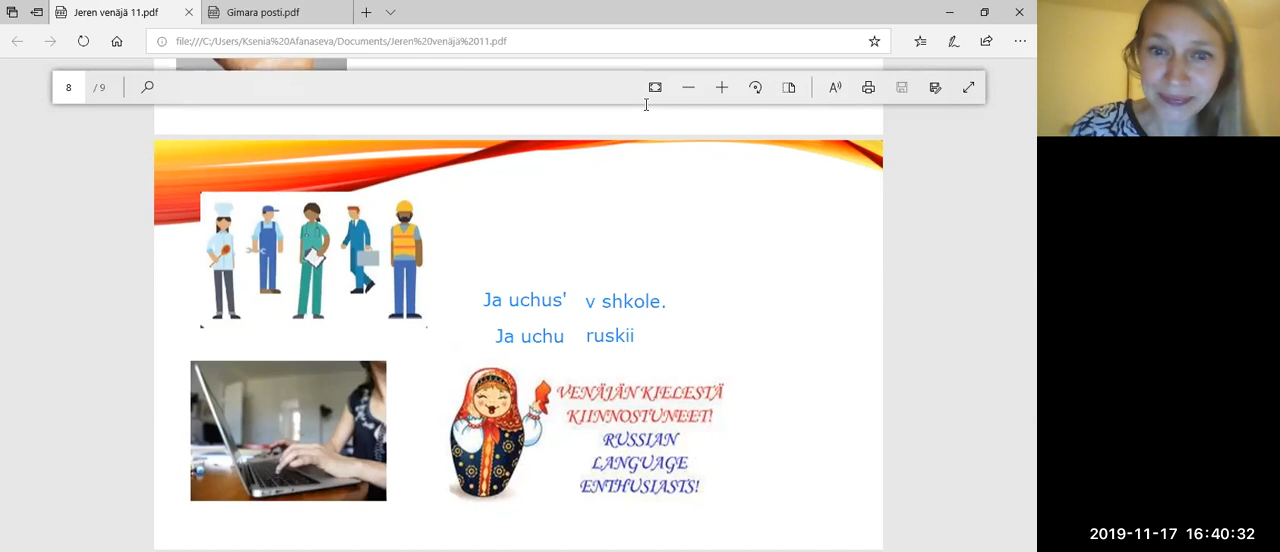 Jeren venäjä 11.pdf
Gimara posti.pdf
file:///C:/Users/Ksenia%20Afanaseva/Documents/Jeren%20venäjä%2011.pdf
8 / 9
Ja uchus' v shkole.
Ja uchu ruskii
VENÄJÄN KIELESTÄ
KIINNOSTUNEET!
RUSSIAN
LANGUAGE
ENTHUSIASTS!
2019-11-17 16:40:32